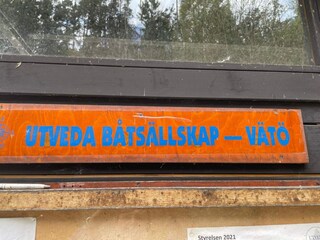 UTVEDA BÅTSÄLLSKAP — VÄTÖ
Styrelsen 2021